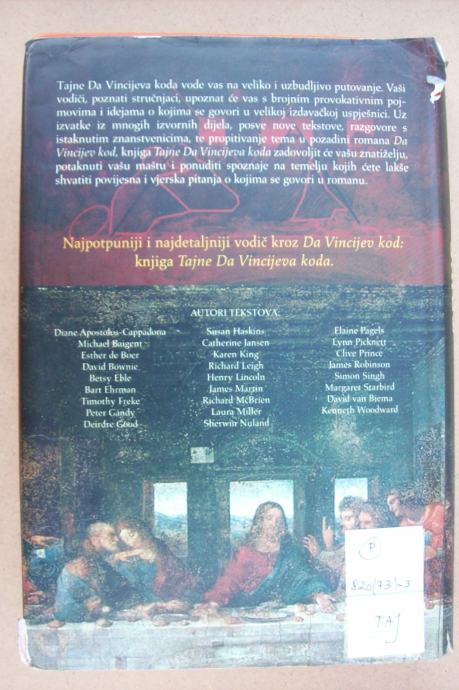 Tajne Da Vincijeva koda vode vas na veliko i uzbudljivo putovanje. Vaši
vodiči, poznati stručnjaci, upoznat će vas s brojnim provokativnim poj-
movima i idejama o kojima se govori u velikoj izdavačkoj uspješnici. Uz
izvatke iz mnogih izvornih dijela, posve nove tekstove, razgovore s
istaknutim znanstvenicima, te propitivanje tema u pozadini romana Da
Vincijev kod, knjiga Tajne Da Vincijeva koda zadovoljit će vašu znatiželju,
potaknuti vašu maštu i ponuditi spoznaje na temelju kojih ćete lakše
shvatiti povijesna i vjerska pitanja o kojima se govori u romanu.
Najpotpuniji i najdetaljniji vodič kroz Da Vincijev kod:
knjiga Tajne Da Vincijeva koda.
AUTORI TEKSTOVA:
Diane Apostolos-Cappadona
Michael Baigent
Esther de Boer
David Bownie
Betsy Eble
Bart Ehrman
Timothy Freke
Peter Gandy
Deirdre Good
Susan Haskins
Catherine Jansen
Karen King
Richard Leigh
Henry Lincoln
James Martin
Richard McBrien
Laura Miller
Sherwin Nuland
Elaine Pagels
Lynn Picknett
Clive Prince
James Robinson
Simon Singh
Margaret Starbird
David van Biema
Kenneth Woodward
P
820(73)-3
TAJ